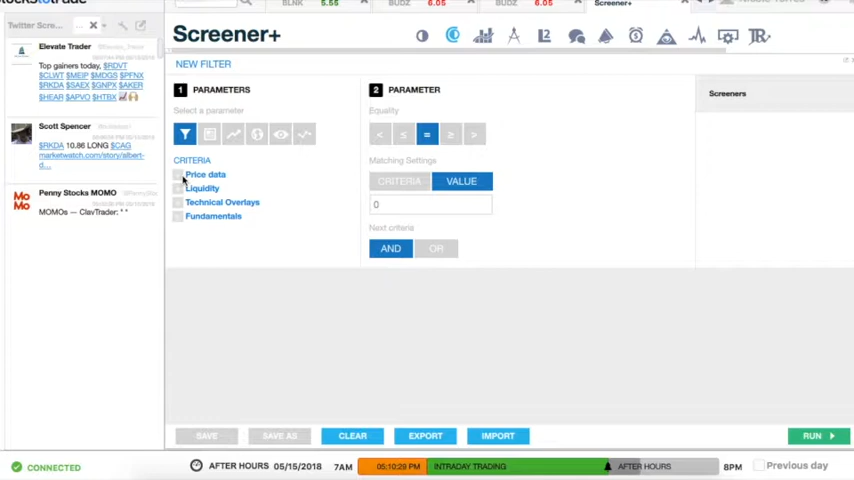 BLNK 5.55
BUDZ 6.05
BUDZ 6.05
Screener+
Twitter Scre...
...
Elevate Trader
Top gainers today, $RDVT
$CLWT $MEIP $MDGS $PFNX
$RKDA $SAEX $GNPX $AKER
$HEAR $APVO $HTBX
Scott Spencer
$RKDA 10.86 LONG $CAG
marketwatch.com/story/albert-
d...
Mo
Mo
Penny Stocks MOMO
MOMOs — ClavTrader: * *
Screener+
L2
NEW FILTER
1 PARAMETERS
Select a parameter
CRITERIA
Price data
Liquidity
Technical Overlays
Fundamentals
2 PARAMETER
Equality
< ≤ = ≥ >
Matching Settings
CRITERIA VALUE
0
Next criteria
AND OR
Screeners
SAVE SAVE AS CLEAR EXPORT IMPORT RUN
CONNECTED
AFTER HOURS 05/15/2018 7AM 05:10:29 PM INTRADAY TRADING AFTER HOURS 8PM Previous day